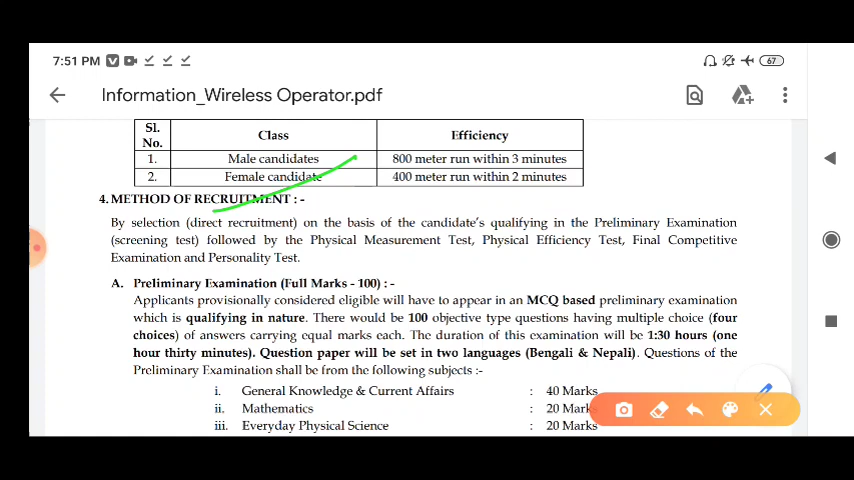 7:51 PM
67
Information_Wireless Operator.pdf
Sl. No. Class Efficiency
1. Male candidates 800 meter run within 3 minutes
2. Female candidate 400 meter run within 2 minutes
4. METHOD OF RECRUITMENT : -
By selection (direct recruitment) on the basis of the candidate's qualifying in the Preliminary Examination
(screening test) followed by the Physical Measurement Test, Physical Efficiency Test, Final Competitive
Examination and Personality Test.
A. Preliminary Examination (Full Marks - 100) : -
Applicants provisionally considered eligible will have to appear in an MCQ based preliminary examination
which is qualifying in nature. There would be 100 objective type questions having multiple choice (four
choices) of answers carrying equal marks each. The duration of this examination will be 1:30 hours (one
hour thirty minutes). Question paper will be set in two languages (Bengali & Nepali). Questions of the
Preliminary Examination shall be from the following subjects :-
i. General Knowledge & Current Affairs : 40 Marks
ii. Mathematics : 20 Marks
iii. Everyday Physical Science : 20 Marks